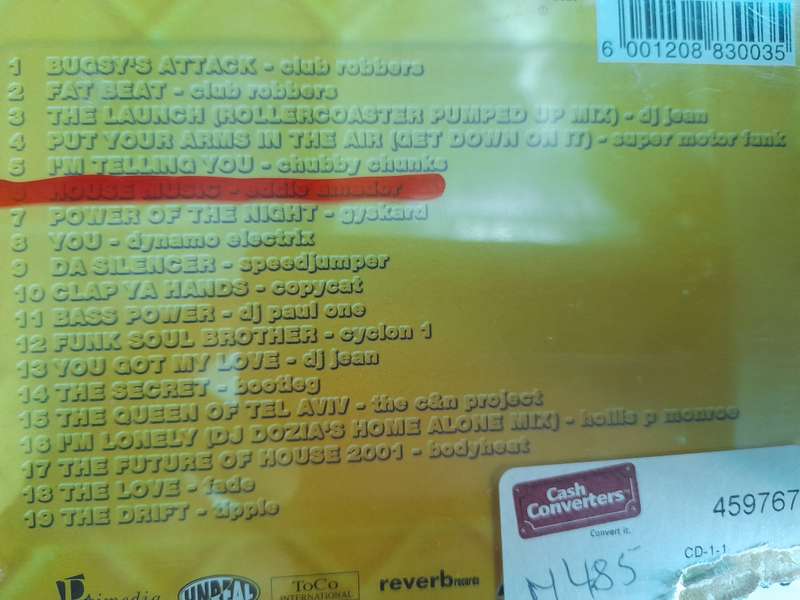 6 001208 830035
1 BUGSY'S ATTACK - club robbers
2 FAT BEAT - club robbers
3 THE LAUNCH (ROLLERCOASTER PUMPED UP MIX) - dj jean
4 PUT YOUR ARMS IN THE AIR (GET DOWN ON IT) - super motor funk
5 I'M TELLING YOU - chubby chunks
6 HOUSE MUSIC - eddie amador
7 POWER OF THE NIGHT - gyskard
8 YOU - dynamo electrix
9 DA SILENCER - speedjumper
10 CLAP YA HANDS - copycat
11 BASS POWER - dj paul one
12 FUNK SOUL BROTHER - cyclon 1
13 YOU GOT MY LOVE - dj jean
14 THE SECRET - bootleg
15 THE QUEEN OF TEL AVIV - the c&n project
16 I'M LONELY (DJ DOZIA'S HOME ALONE MIX) - hollis p monroe
17 THE FUTURE OF HOUSE 2001 - bodyheat
18 THE LOVE - fade
19 THE DRIFT - apple
Cash
Converters
Convert it.
459767
CD-1-1
M485
UNREAL
ToCo
INTERNATIONAL
reverb records